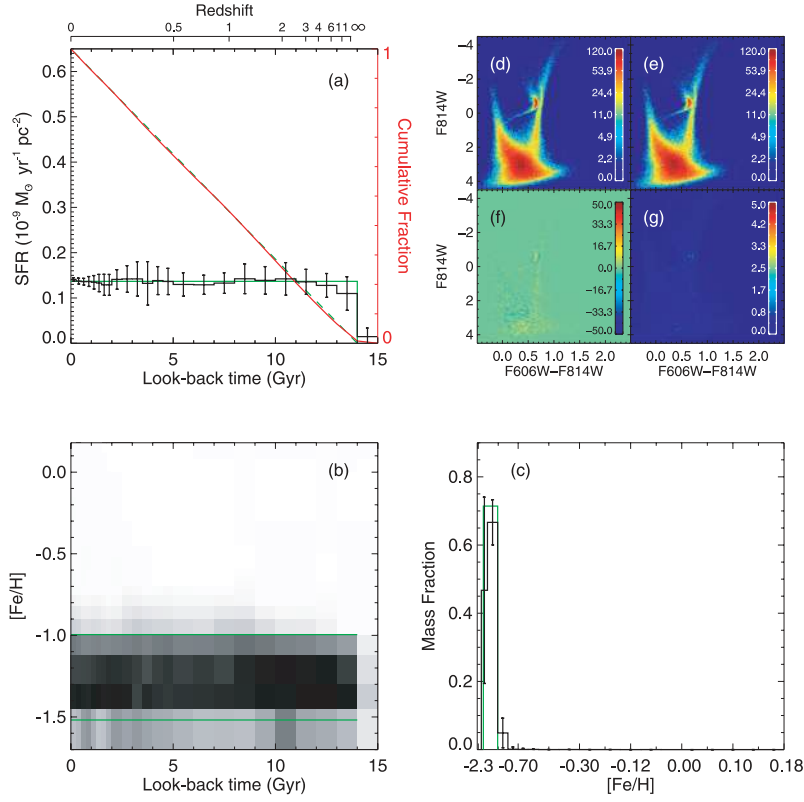 Redshift
0 0.5 1 2 3 4 6 11 ∞
0.6
0.5
0.4
0.3
0.2
0.1
0.0
SFR (10⁻⁹ M☉ yr⁻¹ pc⁻²)
(a)
1
0
Cumulative Fraction
0 5 10 15
Look-back time (Gyr)
−4
−2
0
2
4
F814W
(d)
120.0
53.9
24.0
11.0
4.9
2.2
0.0
(e)
120.0
53.9
24.0
11.0
4.9
2.2
0.0
−4
−2
0
2
4
F814W
(f)
50.0
33.3
16.7
0.0
−16.7
−33.3
−50.0
(g)
5.0
4.2
3.3
2.5
1.7
0.8
0.0
0.0 0.5 1.0 1.5 2.0
0.0 0.5 1.0 1.5 2.0
F606W−F814W
F606W−F814W
0.0
-0.5
-1.0
-1.5
[Fe/H]
(b)
0 5 10 15
Look-back time (Gyr)
0.8
0.6
0.4
0.2
0.0
Mass Fraction
(c)
-2.3 -0.70 -0.30 -0.12 0.00 0.10 0.18
[Fe/H]